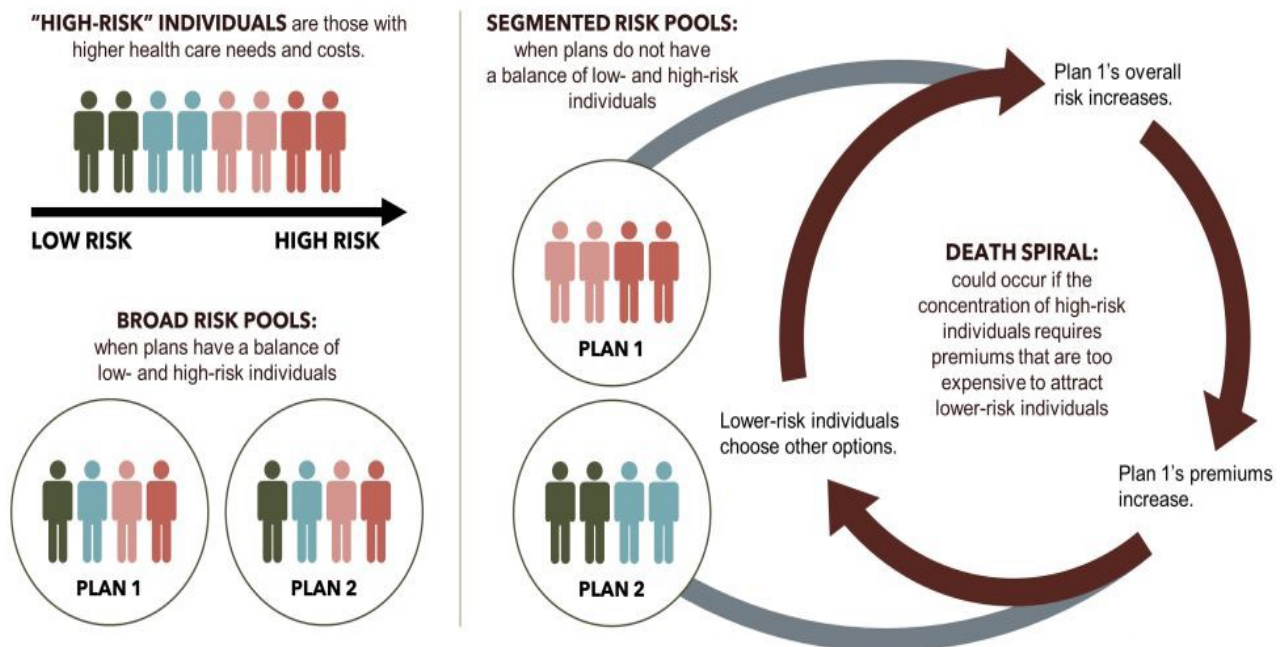 "HIGH-RISK" INDIVIDUALS are those with
higher health care needs and costs.
LOW RISK
HIGH RISK
BROAD RISK POOLS:
when plans have a balance of
low- and high-risk individuals
PLAN 1
PLAN 2
SEGMENTED RISK POOLS:
when plans do not have
a balance of low- and high-risk
individuals
PLAN 1
PLAN 2
Plan 1's overall
risk increases.
DEATH SPIRAL:
could occur if the
concentration of high-risk
individuals requires
premiums that are too
expensive to attract
lower-risk individuals
Plan 1's premiums
increase.
Lower-risk individuals
choose other options.